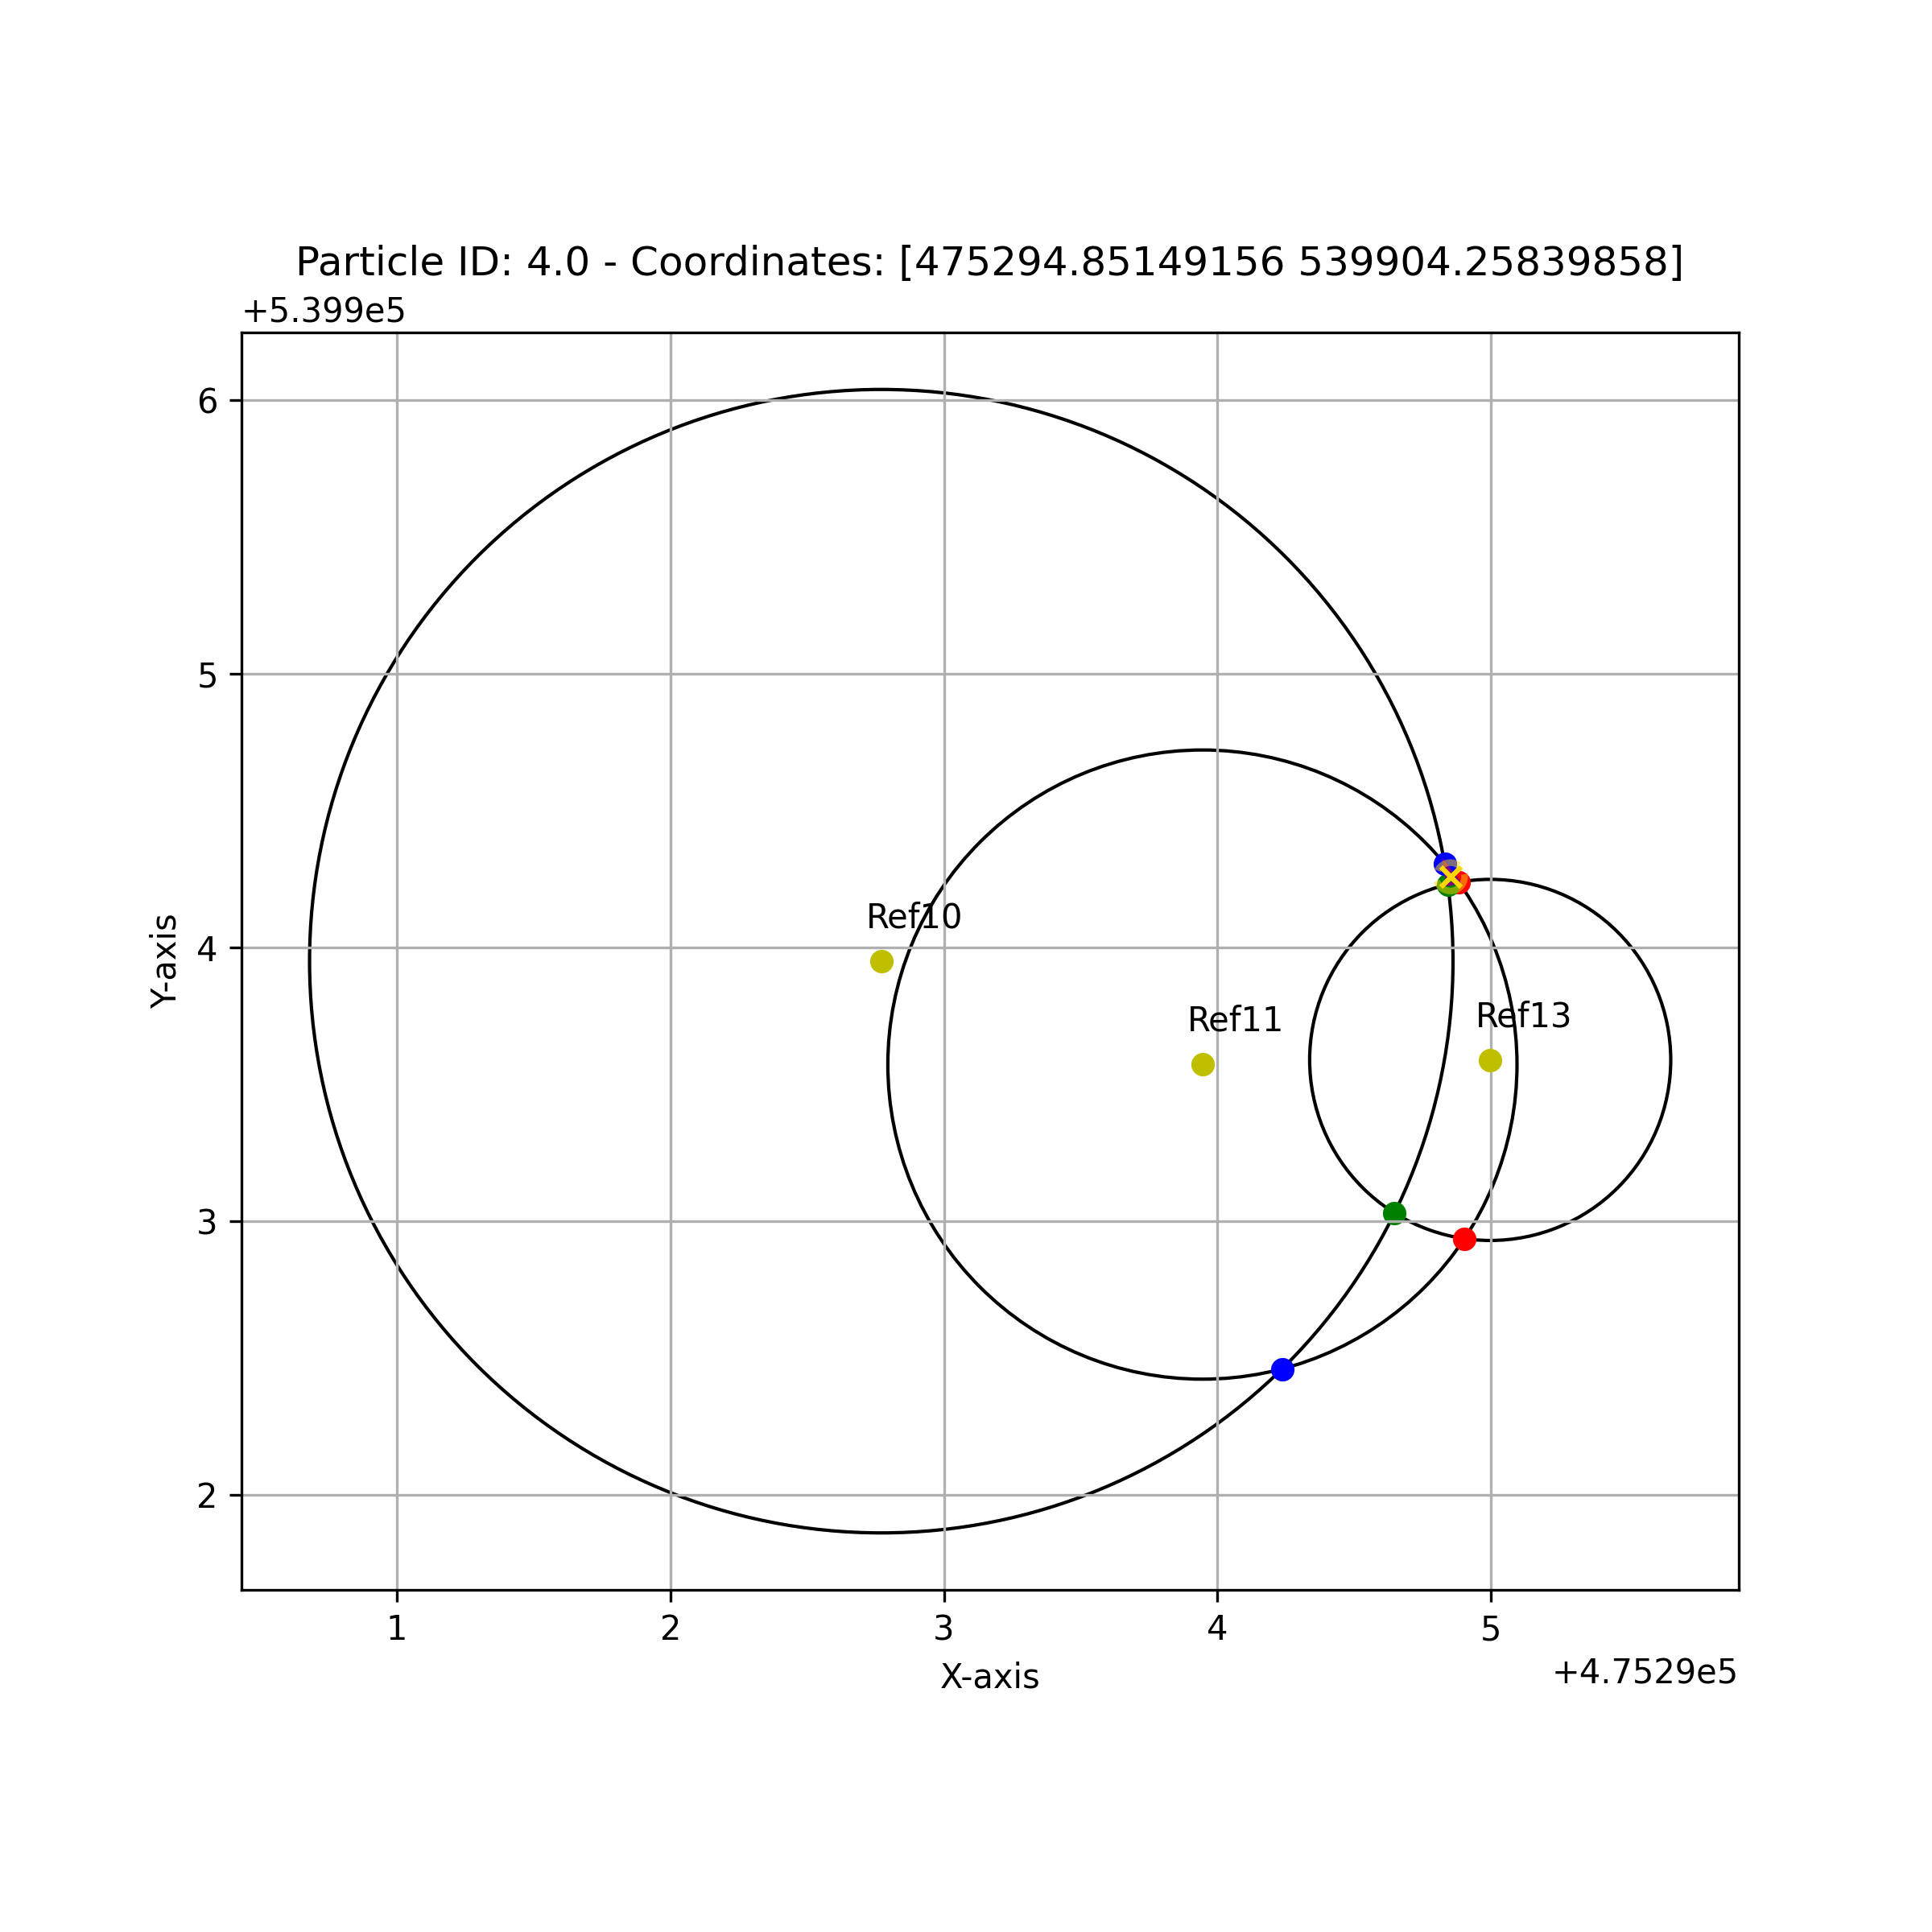 Particle ID: 4.0 - Coordinates: [475294.85149156 539904.25839858]
+5.399e5
6
5
4
3
2
Y-axis
Ref10
Ref11
Ref13
1 2 3 4 5
X-axis
+4.7529e5